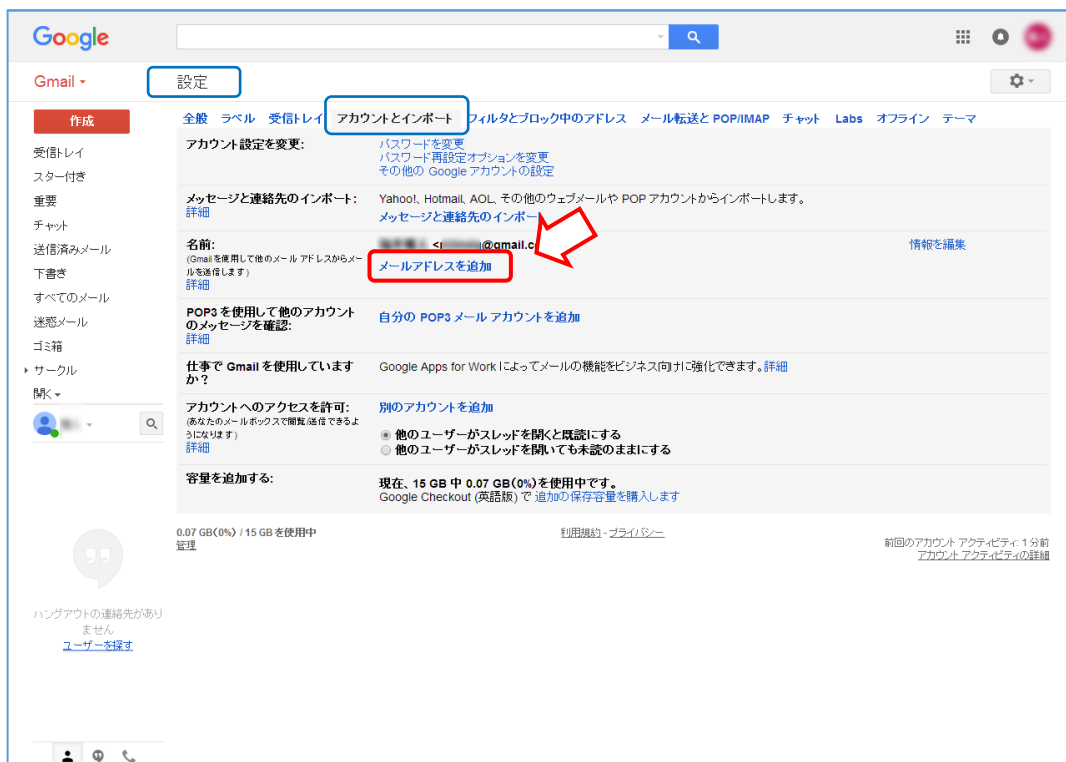 Google
Gmail
設定
作成
全般 ラベル 受信トレイ アカウントとインポート フィルタとブロック中のアドレス メール転送と POP/IMAP チャット Labs オフライン テーマ
受信トレイ
スター付き
重要
チャット
送信済みメール
下書き
すべてのメール
迷惑メール
ゴミ箱
サークル
開く
アカウント設定を変更:
パスワードを変更
パスワード再設定オプションを変更
その他の Google アカウントの設定
メッセージと連絡先のインポート:
詳細
Yahoo!、Hotmail、AOL、その他のウェブメールや POP アカウントからインポートします。
メッセージと連絡先のインポー
名前:
(Gmail を使用して他のメール アドレスからメー
ルを送信します)
詳細
@gmail.c
情報を編集
メールアドレスを追加
POP3 を使用して他のアカウント
のメッセージを確認:
詳細
自分の POP3 メール アカウントを追加
仕事で Gmail を使用しています
か?
Google Apps for Work によってメールの機能をビジネス向けに強化できます。詳細
アカウントへのアクセスを許可:
(あなたのメールボックスで閲覧/送信できるよ
うになります)
詳細
別のアカウントを追加
他のユーザーがスレッドを開くと既読にする
他のユーザーがスレッドを開いても未読のままにする
容量を追加する:
現在、15 GB 中 0.07 GB(0%)を使用中です。
Google Checkout (英語版) で 追加の保存容量を購入します
0.07 GB(0%) / 15 GB を使用中
管理
利用規約 - プライバシー
前回のアカウント アクティビティ: 1 分前
アカウント アクティビティの詳細
ハングアウトの連絡先があり
ません
ユーザーを探す